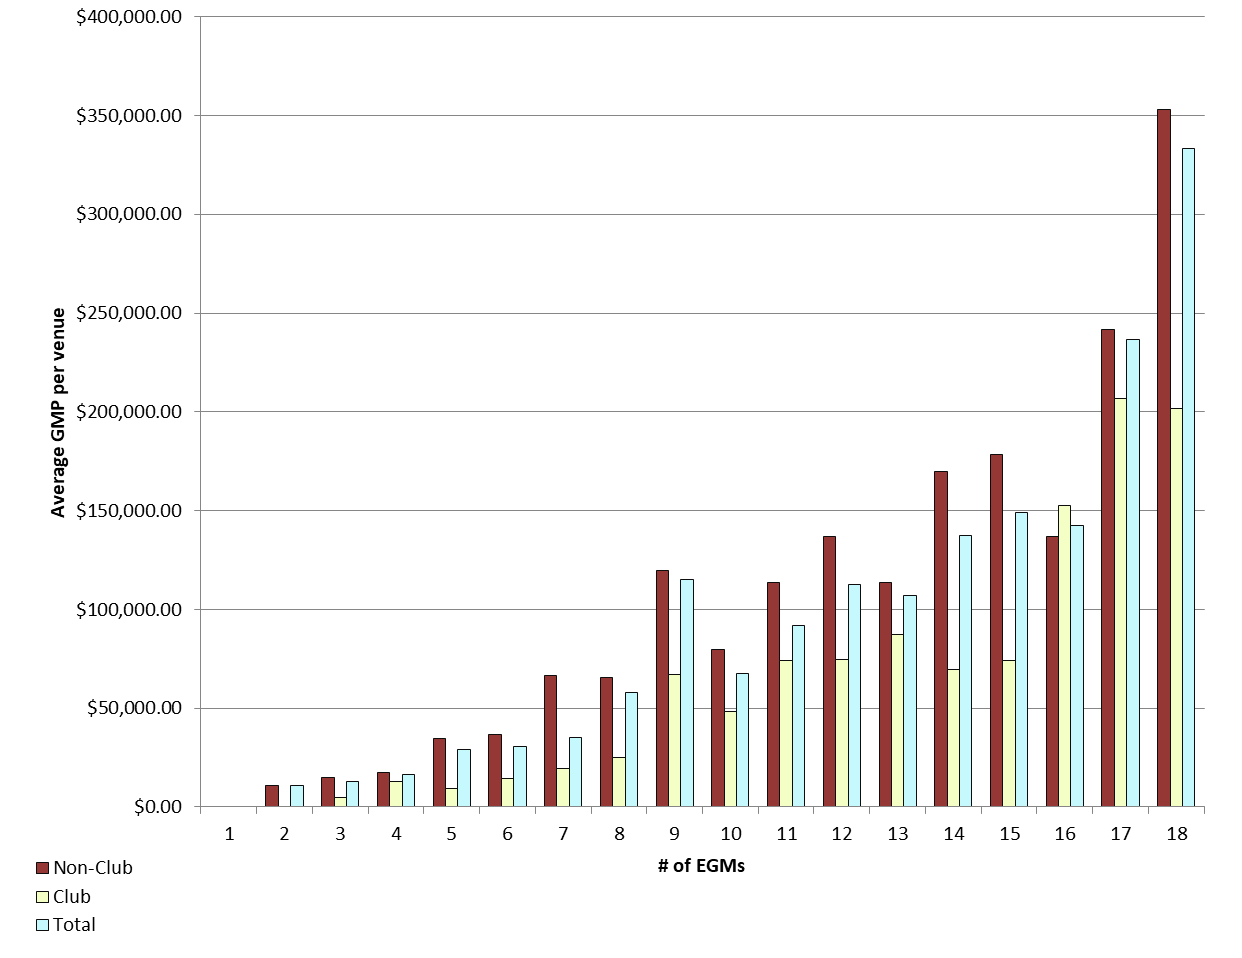 $400,000.00
$350,000.00
$300,000.00
$250,000.00
$200,000.00
$150,000.00
$100,000.00
$50,000.00
$0.00
Average GMP per venue
1 2 3 4 5 6 7 8 9 10 11 12 13 14 15 16 17 18
# of EGMs
Non-Club
Club
Total